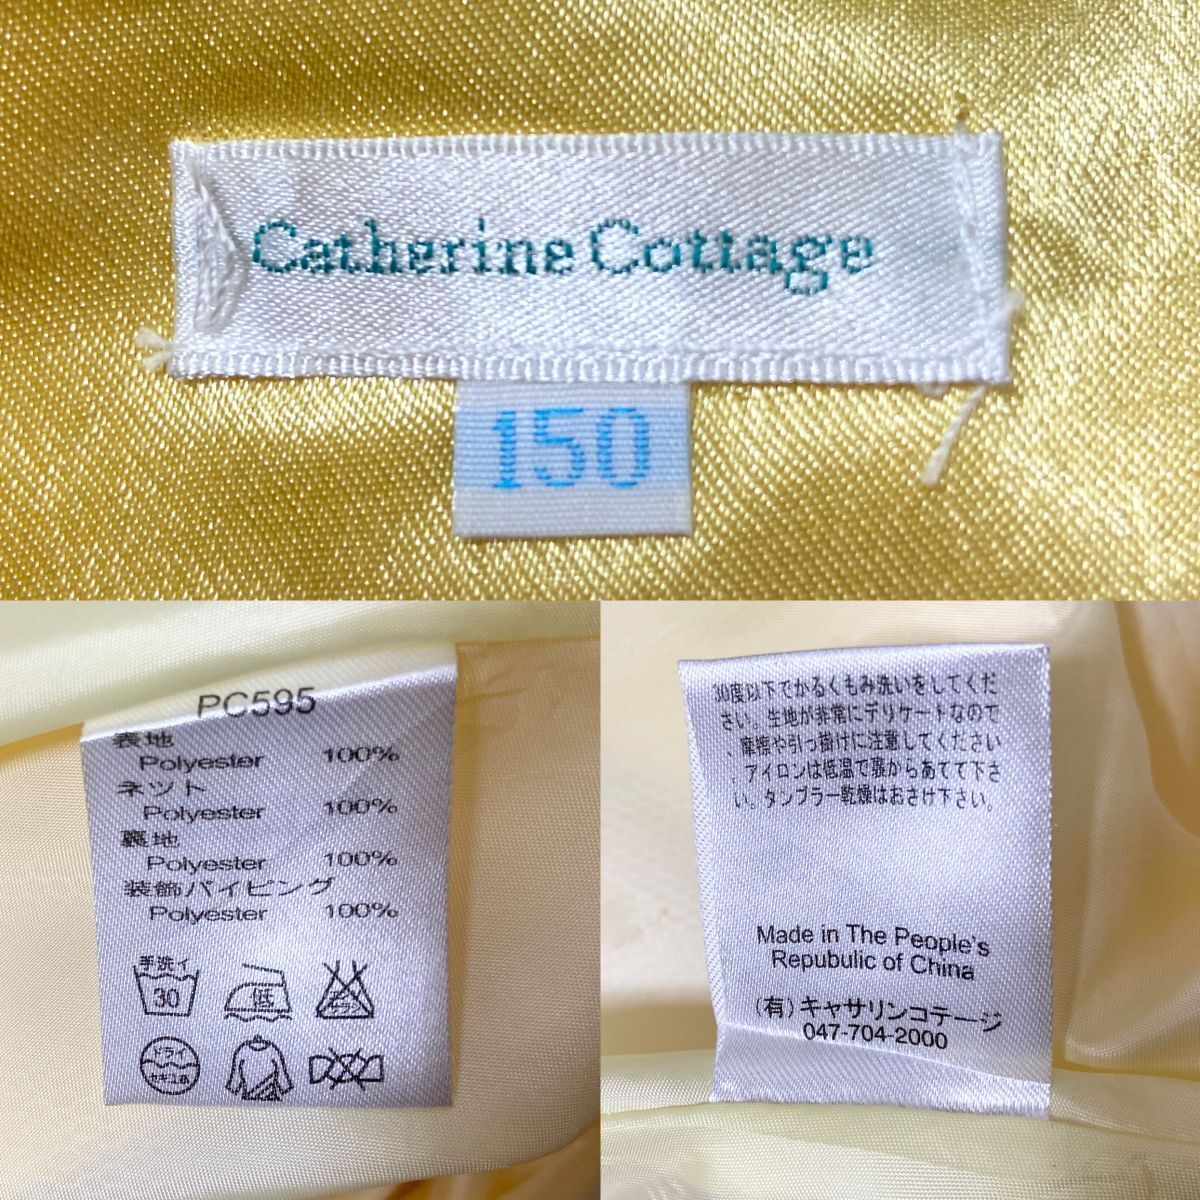 Catherine Cottage
150
PC595
表地
Polyester 100%
ネット
Polyester 100%
裏地
Polyester 100%
装飾パイピング
Polyester 100%
手洗イ
30
低
ドライ
30度以下でかるくもみ洗いをしてくだ
さい。生地が非常にデリケートなので
、摩擦や引っ掛けに注意してください
、アイロンは低温で裏からあてて下さ
い。タンブラー乾燥はおさけ下さい。
Made in The People's
Repubulic of China
(有)キャサリンコテージ
047-704-2000